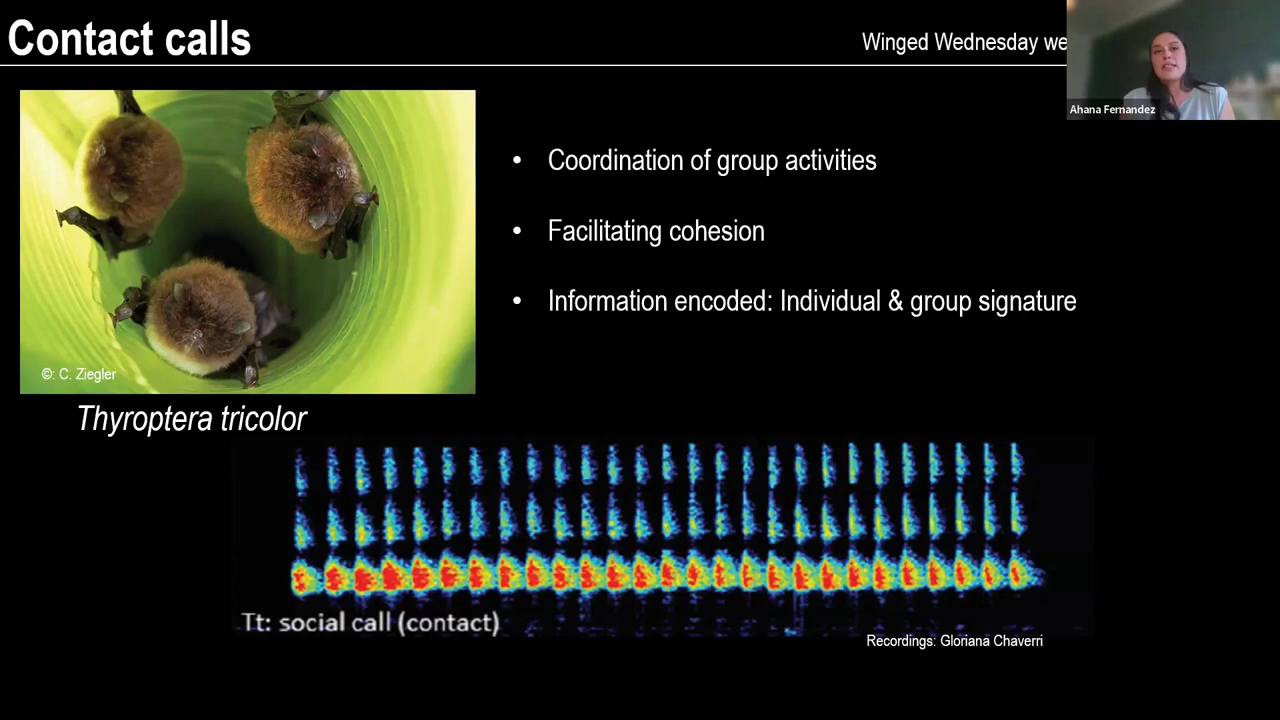 Contact calls
Winged Wednesday we
Ahana Fernandez
• Coordination of group activities
• Facilitating cohesion
• Information encoded: Individual & group signature
©: C. Ziegler
Thyroptera tricolor
Tt: social call (contact)
Recordings: Gloriana Chaverri